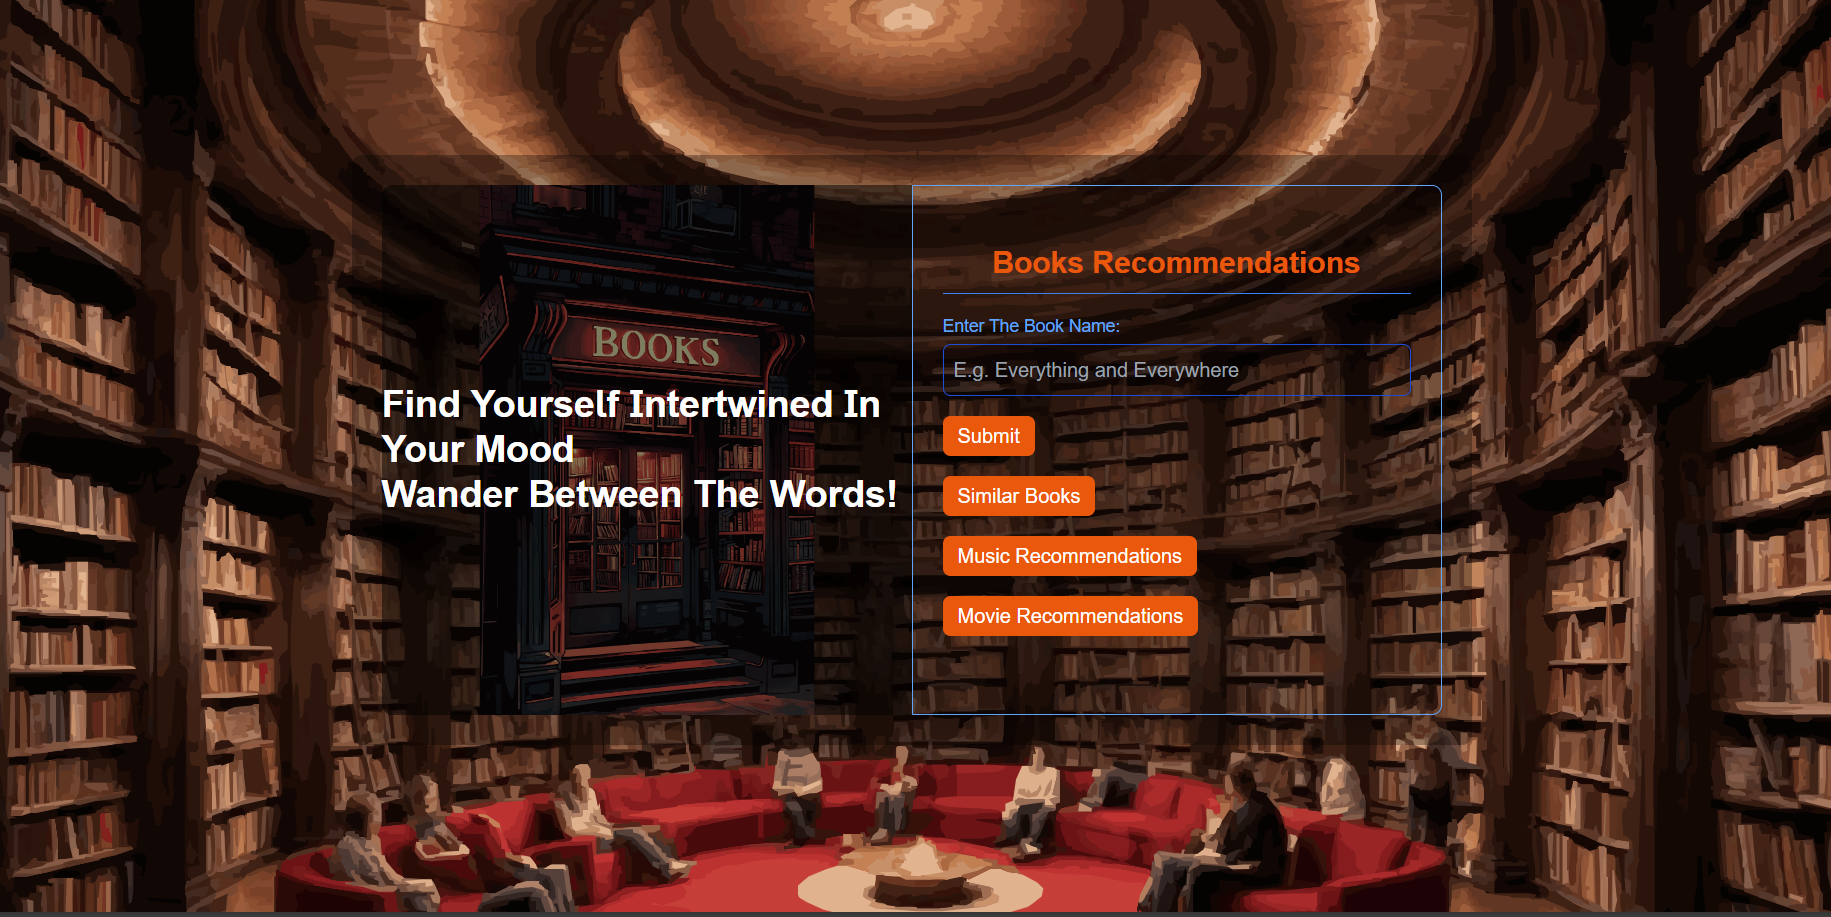 BOOKS
Find Yourself Intertwined In
Your Mood
Wander Between The Words!
Books Recommendations
Enter The Book Name:
E.g. Everything and Everywhere
Submit
Similar Books
Music Recommendations
Movie Recommendations